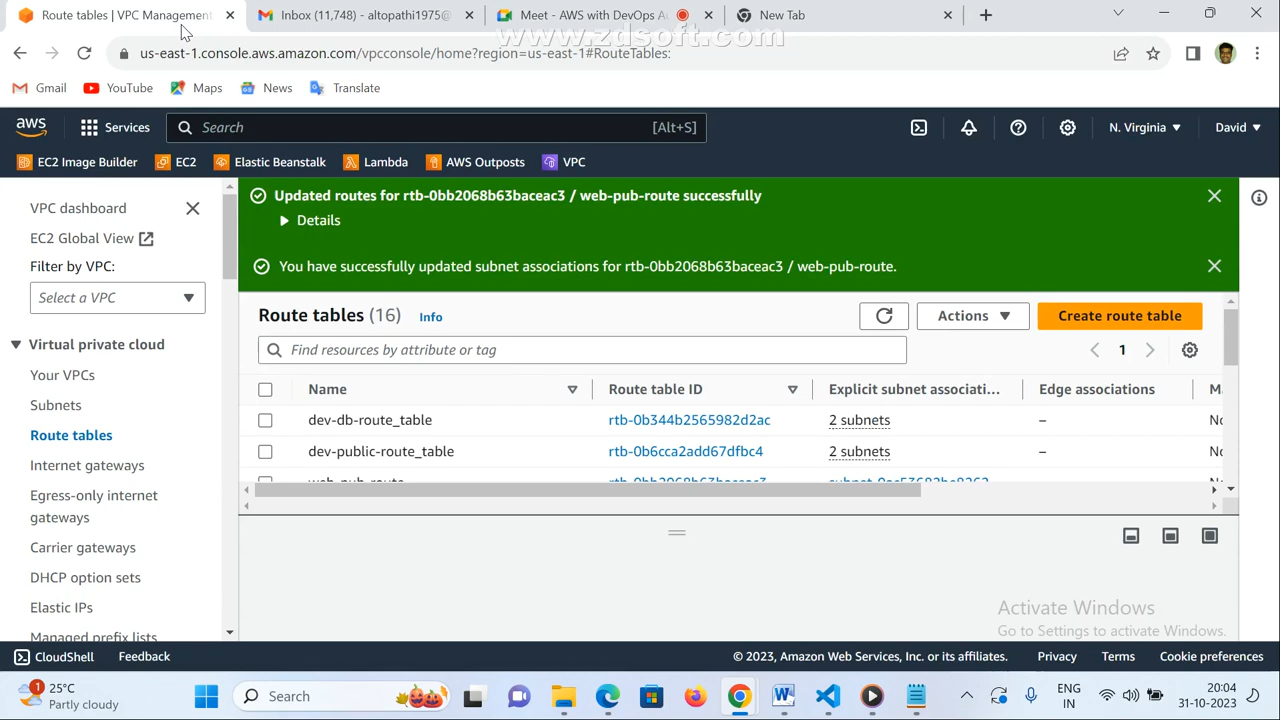 Route tables | VPC Management
Inbox (11,748) - altopathi1975@
Meet - AWS with DevOps A
New Tab
www.zdsoft.com
us-east-1.console.aws.amazon.com/vpcconsole/home?region=us-east-1#RouteTables:
Gmail
YouTube
Maps
News
Translate
aws
Services
Search
[Alt+S]
N. Virginia
David
EC2 Image Builder
EC2
Elastic Beanstalk
Lambda
AWS Outposts
VPC
VPC dashboard
EC2 Global View
Filter by VPC:
Select a VPC
Virtual private cloud
Your VPCs
Subnets
Route tables
Internet gateways
Egress-only internet
gateways
Carrier gateways
DHCP option sets
Elastic IPs
Managed prefix lists
Updated routes for rtb-0bb2068b63baceac3 / web-pub-route successfully
Details
You have successfully updated subnet associations for rtb-0bb2068b63baceac3 / web-pub-route.
Route tables (16)
Info
Actions
Create route table
Find resources by attribute or tag
1
Name
Route table ID
Explicit subnet associati...
Edge associations
M
dev-db-route_table
rtb-0b344b2565982d2ac
2 subnets
–
No
dev-public-route_table
rtb-0b6cca2add67dfbc4
2 subnets
–
No
web-pub-route
rtb-0bb2068b63baceac3
Activate Windows
Go to Settings to activate Windows.
CloudShell
Feedback
© 2023, Amazon Web Services, Inc. or its affiliates.
Privacy
Terms
Cookie preferences
1
25°C
Partly cloudy
Search
ENG
IN
20:04
31-10-2023